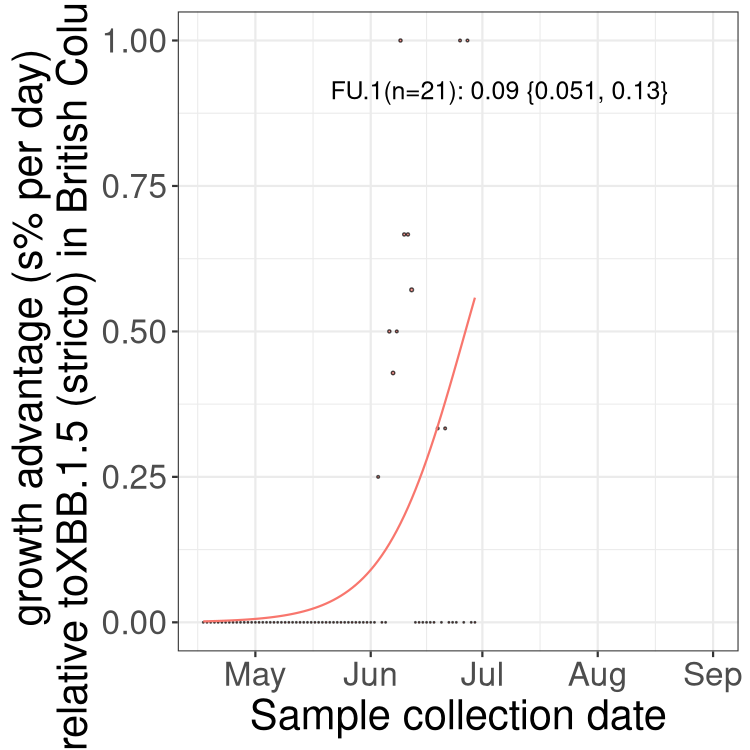 growth advantage (s% per day)
relative toXBB.1.5 (stricto) in British Colu
1.00
0.75
0.50
0.25
0.00
FU.1(n=21): 0.09 {0.051, 0.13}
May Jun Jul Aug Sep
Sample collection date